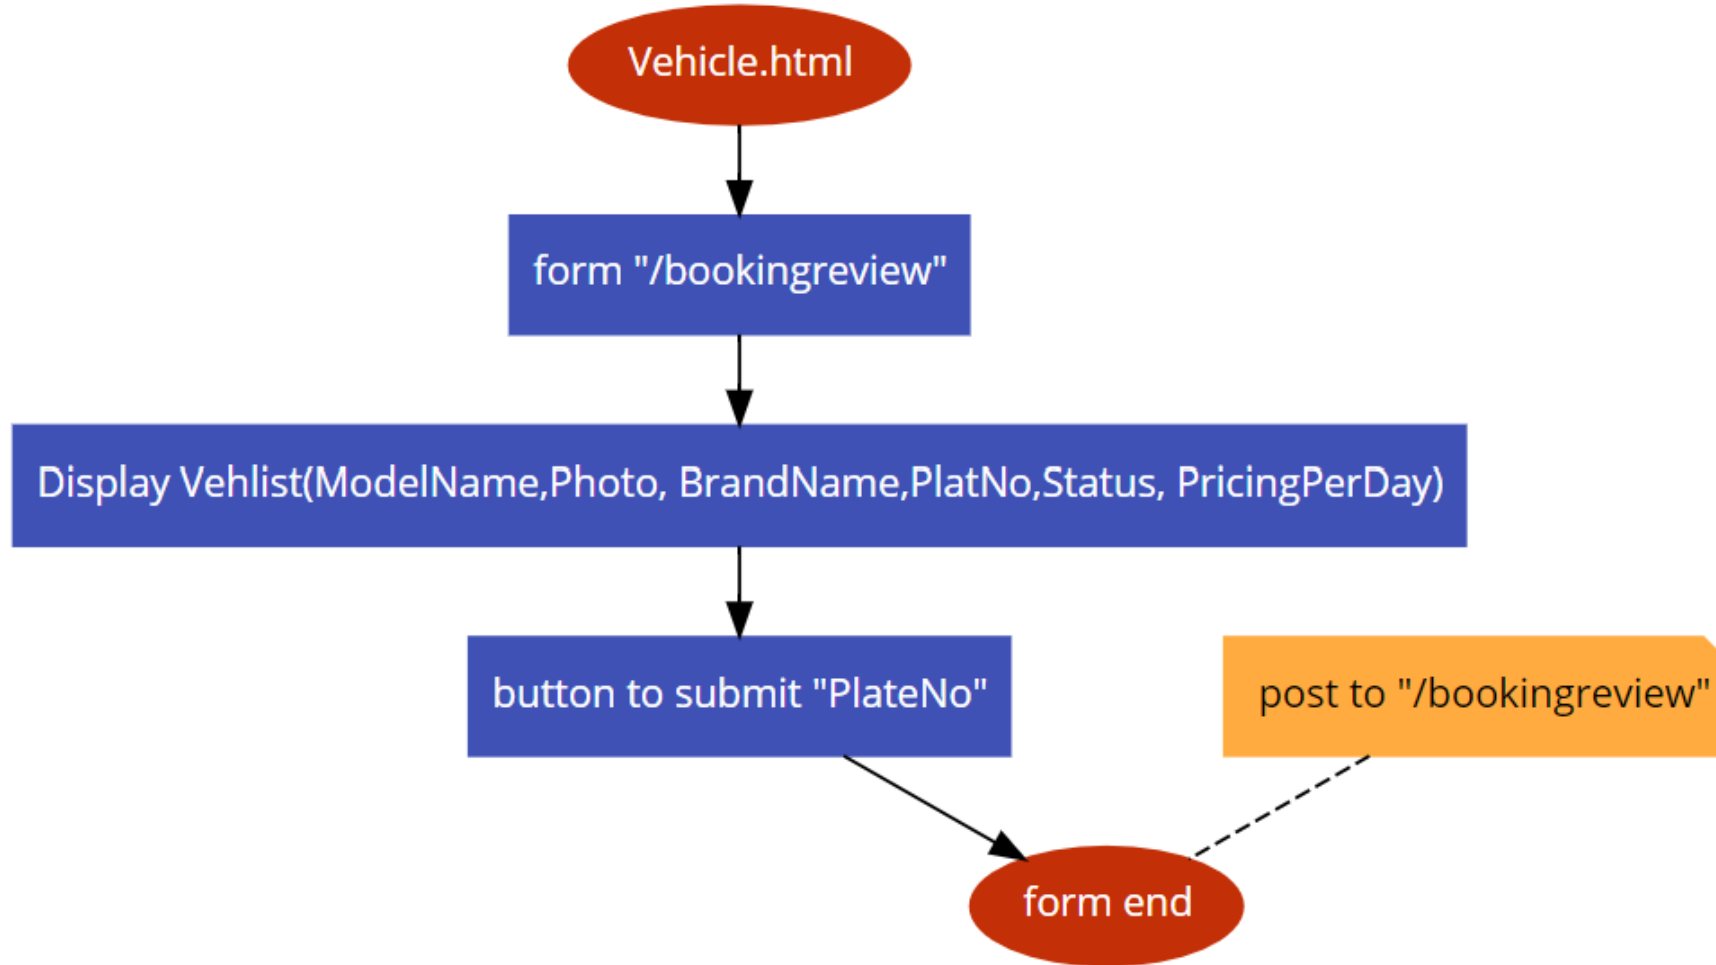 Vehicle.html
form "/bookingreview"
Display Vehlist(ModelName,Photo, BrandName,PlatNo,Status, PricingPerDay)
button to submit "PlateNo"
post to "/bookingreview"
form end